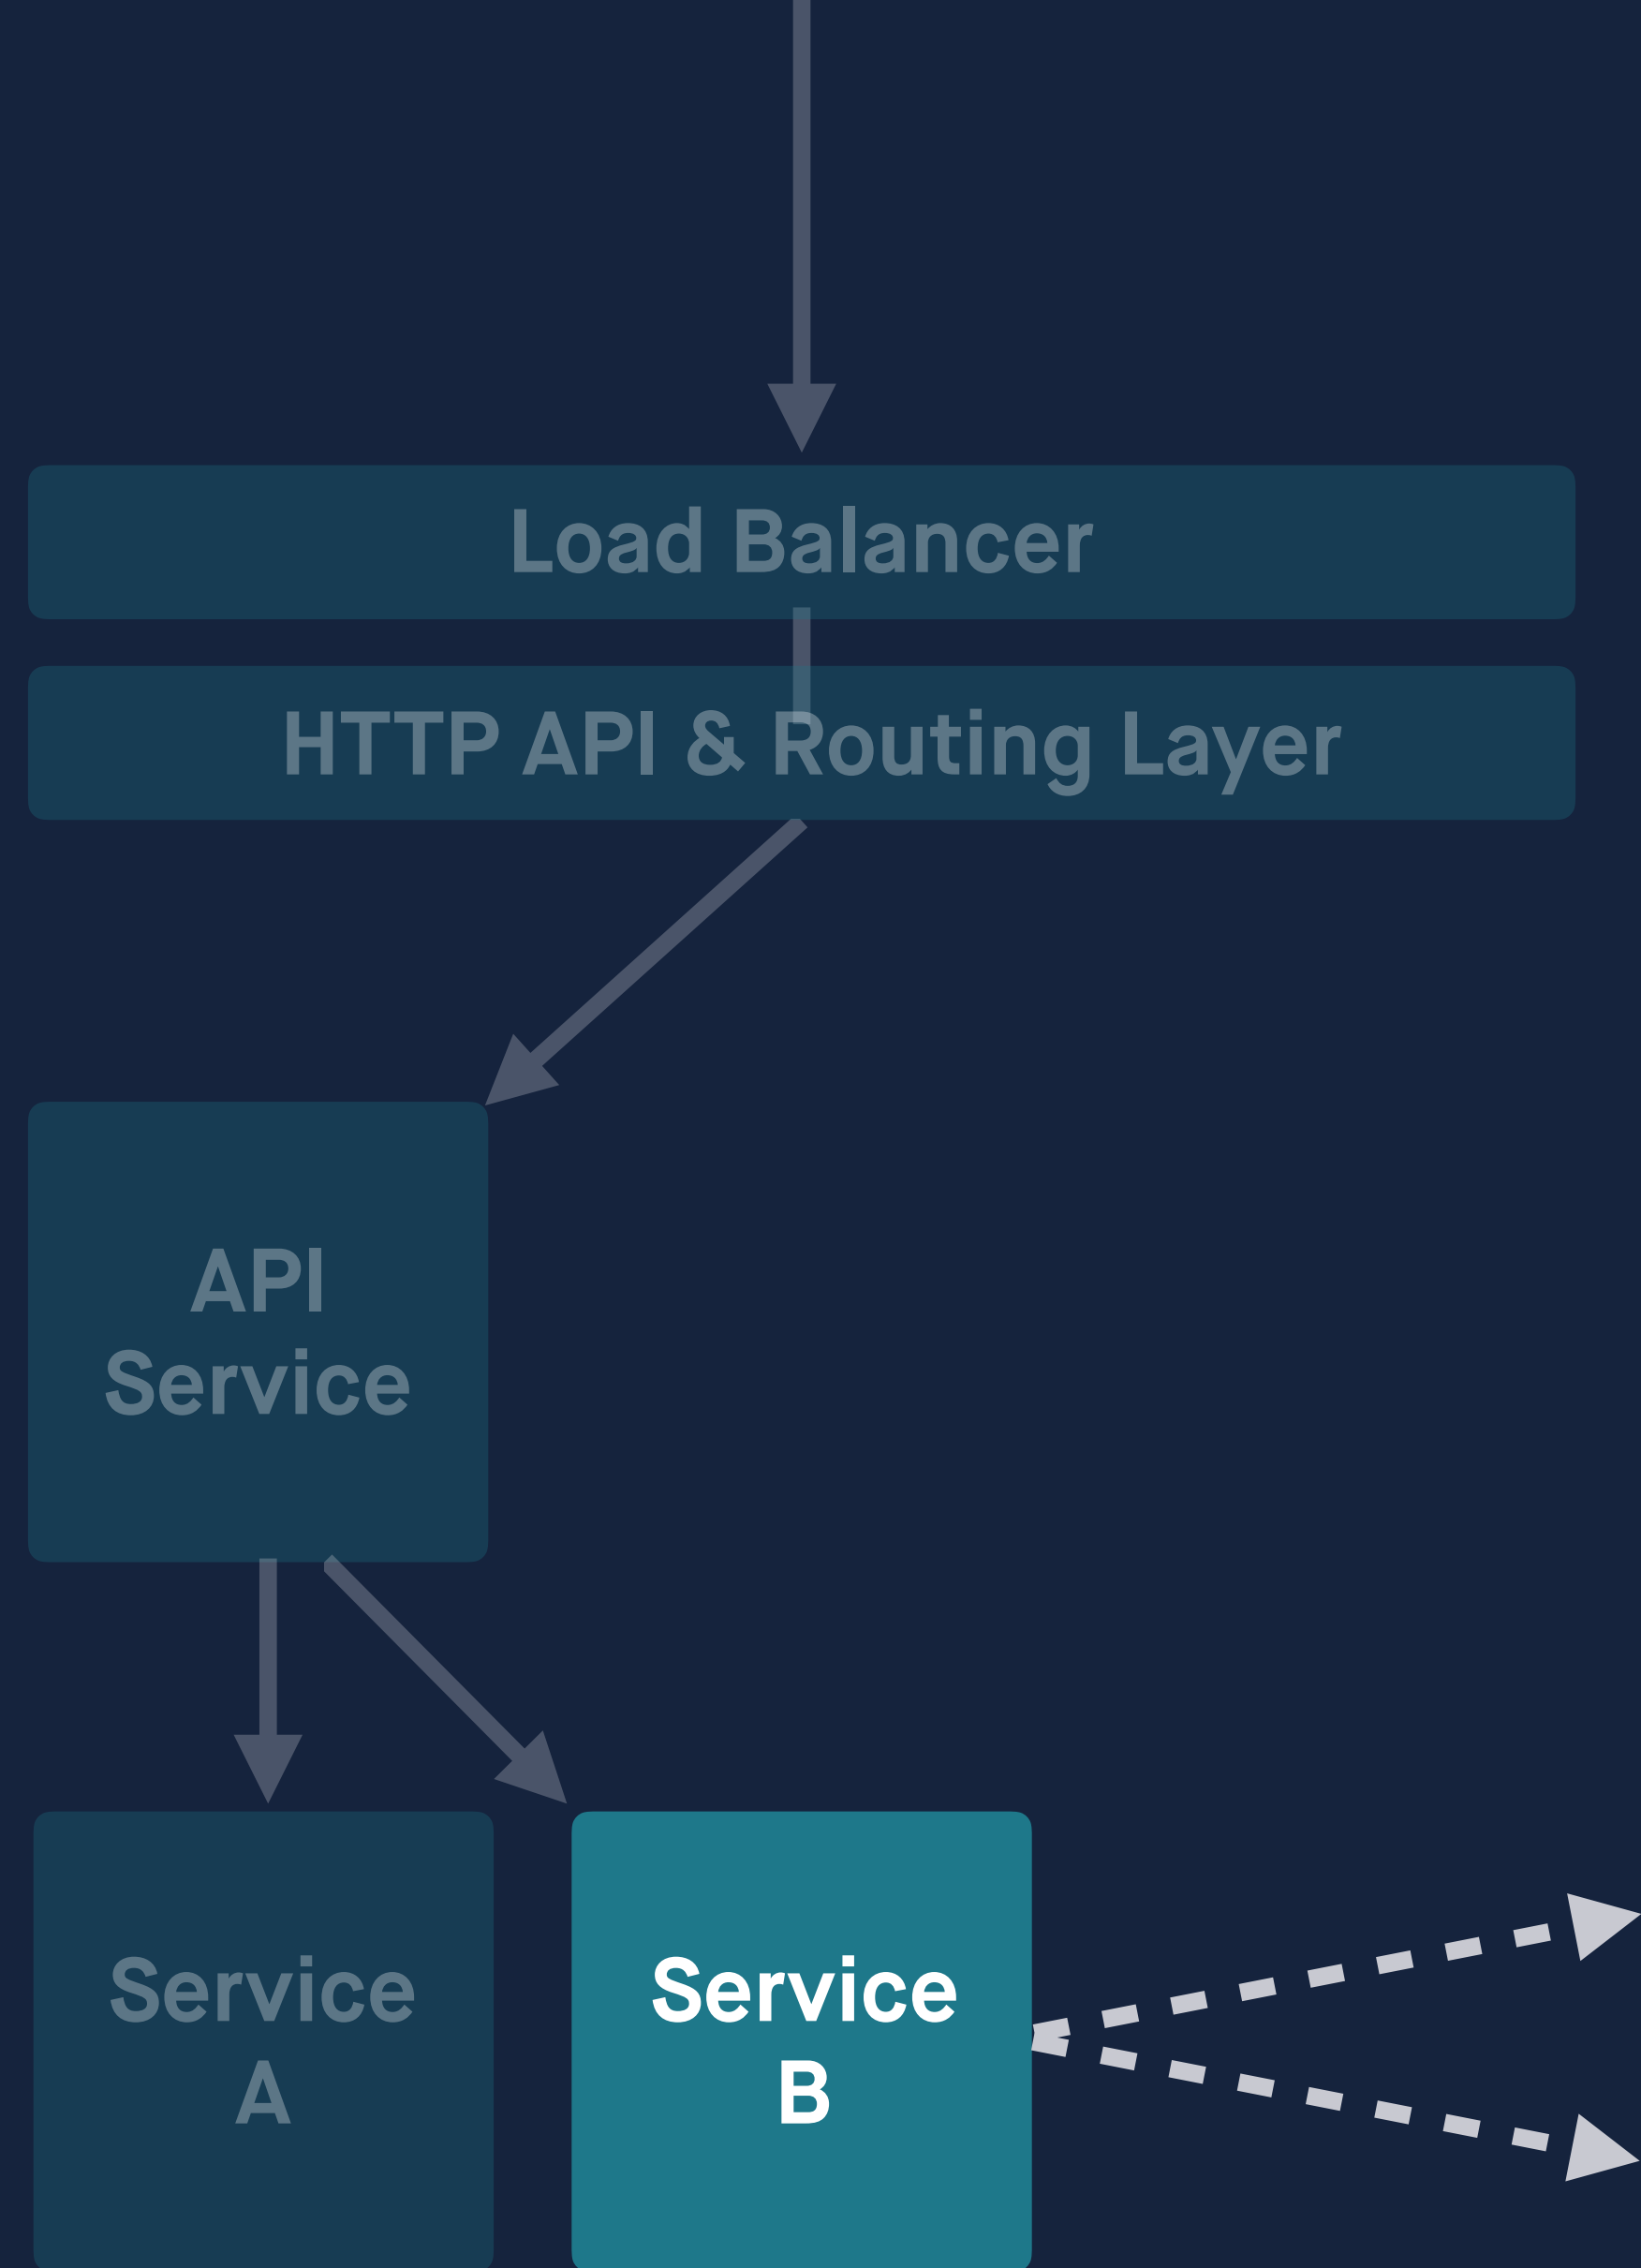 Load Balancer
HTTP API & Routing Layer
API
Service
Service
A
Service
B